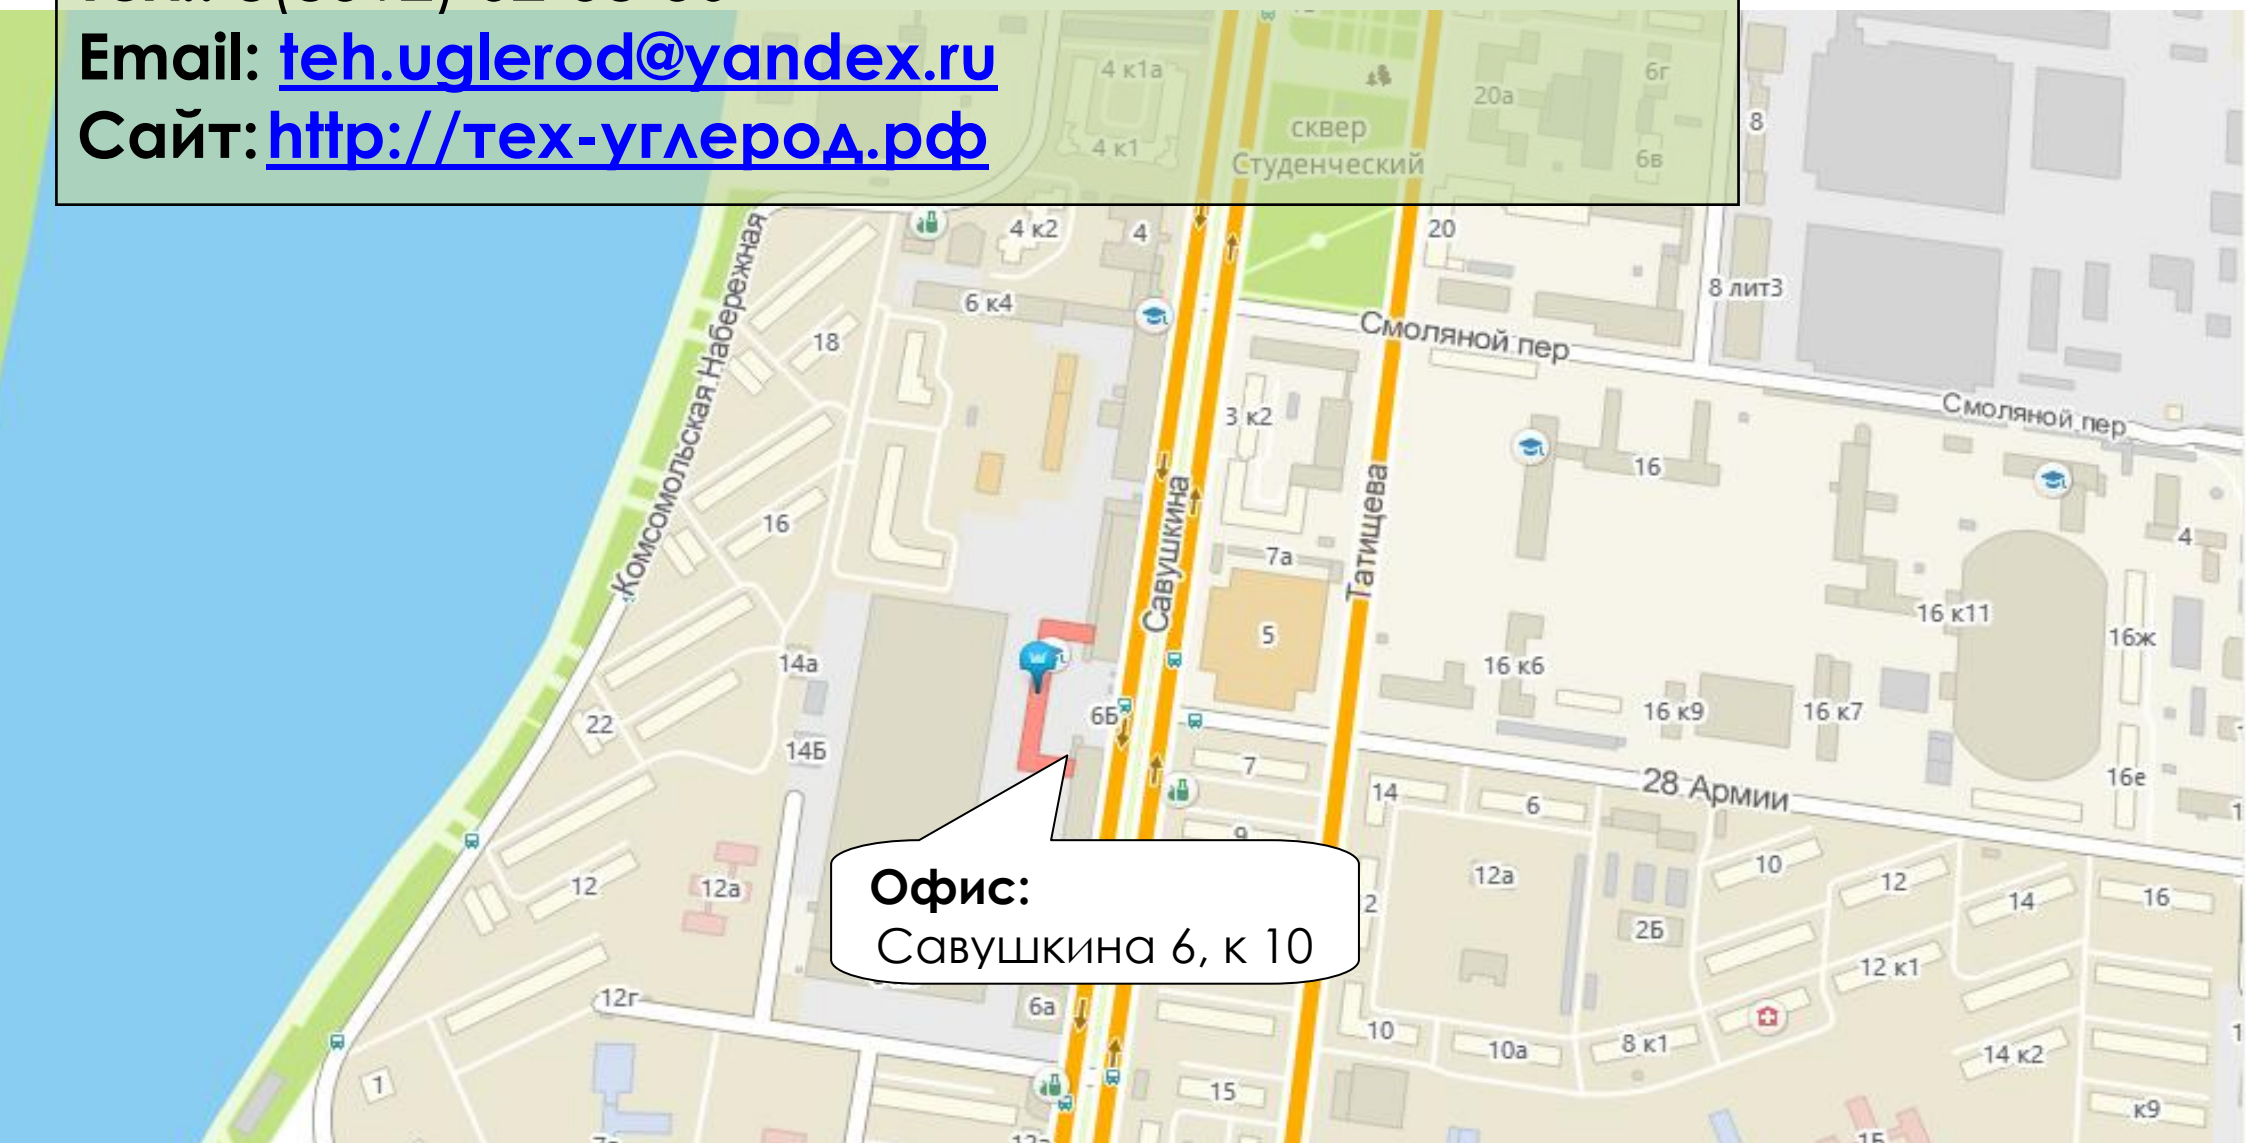 Email: teh.uglerod@yandex.ru
Сайт: http://тех-углерод.рф
4 к1а
4 к1
сквер
Студенческий
20а
6г
6в
8
4 к2
4
20
6 к4
8 лит3
18
Комсомольская Набережная
Смоляной пер
Смоляной пер
3 к2
16
16
Савушкина
Татищева
7а
4
5
16 к11
16ж
14а
16 к6
22
6Б
16 к9
16 к7
14Б
7
28 Армии
16е
14
6
9
12
12а
12а
10
12
14
16
2Б
Офис:
Савушкина 6, к 10
12 к1
12г
6а
10
10а
8 к1
14 к2
1
15
к9
1Б